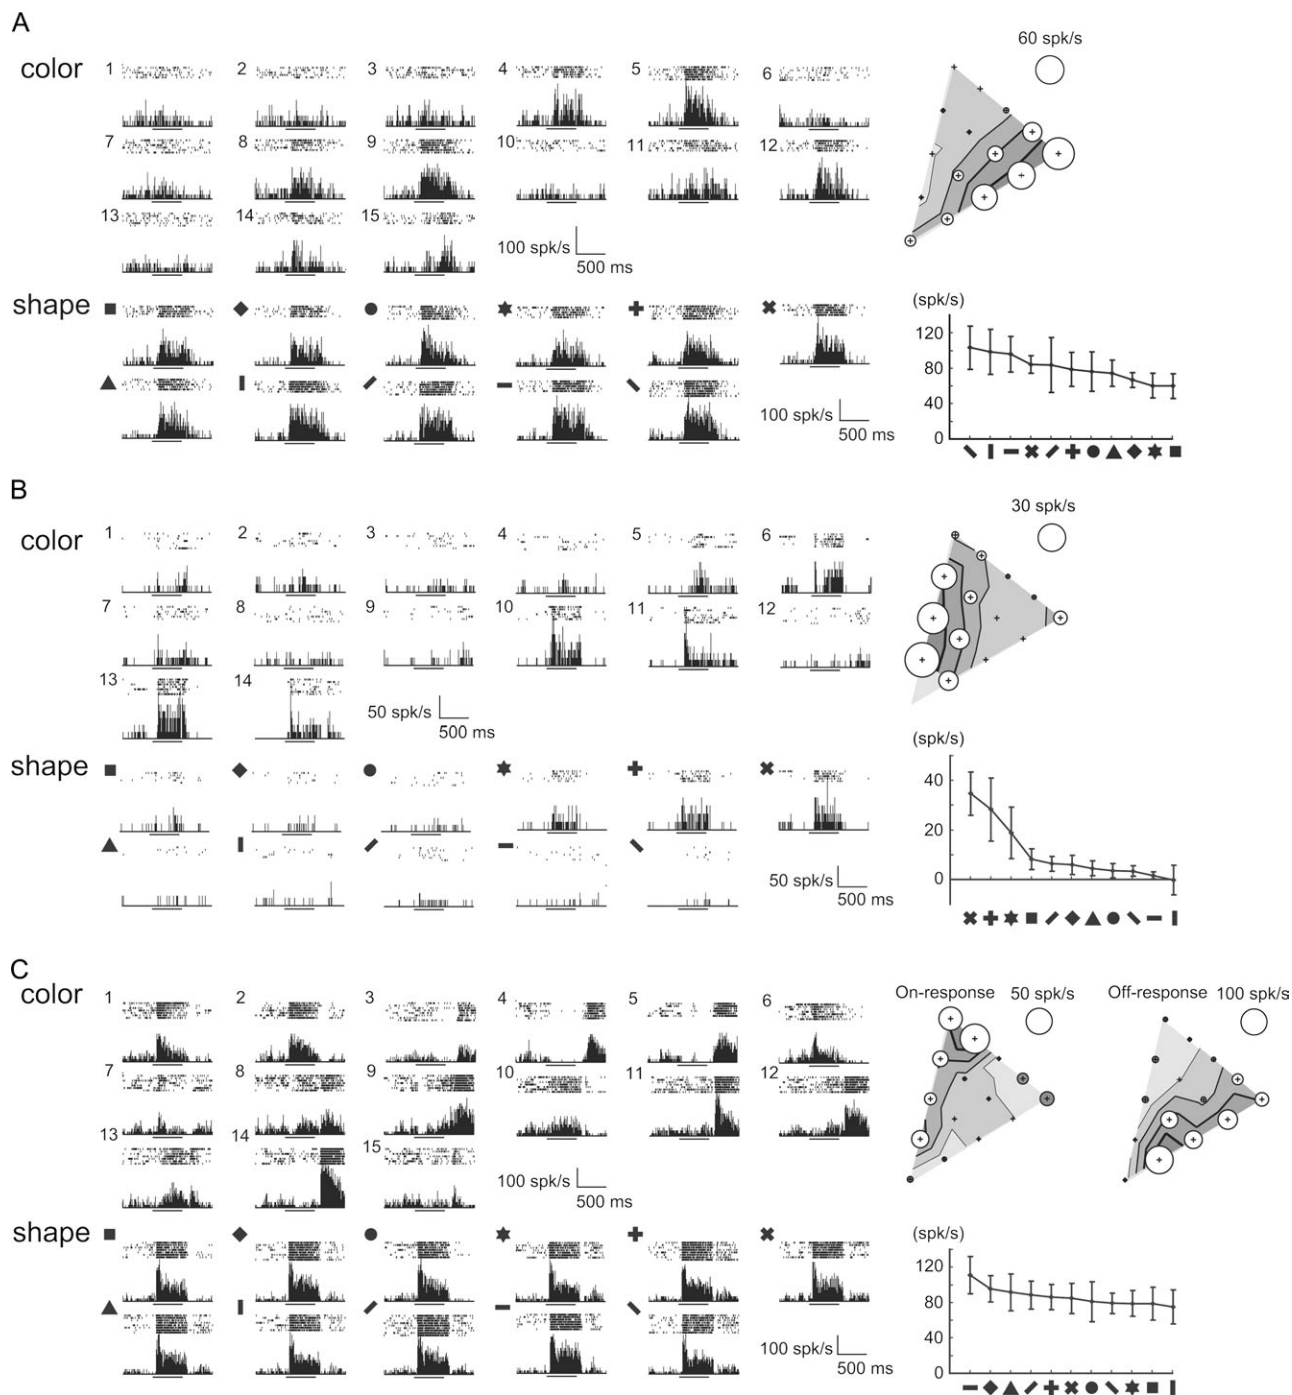 A
color 1 2 3 4 5 6
60 spk/s
7 8 9 10 11 12
13 14 15
100 spk/s
500 ms
shape
(spk/s)
120
80
60
0
100 spk/s
500 ms
B
color 1 2 3 4 5 6
30 spk/s
7 8 9 10 11 12
13 14
50 spk/s
500 ms
shape
(spk/s)
40
20
0
50 spk/s
500 ms
C
color 1 2 3 4 5 6
On-response 50 spk/s Off-response 100 spk/s
7 8 9 10 11 12
13 14 15
100 spk/s
500 ms
shape
(spk/s)
120
80
40
0
100 spk/s
500 ms